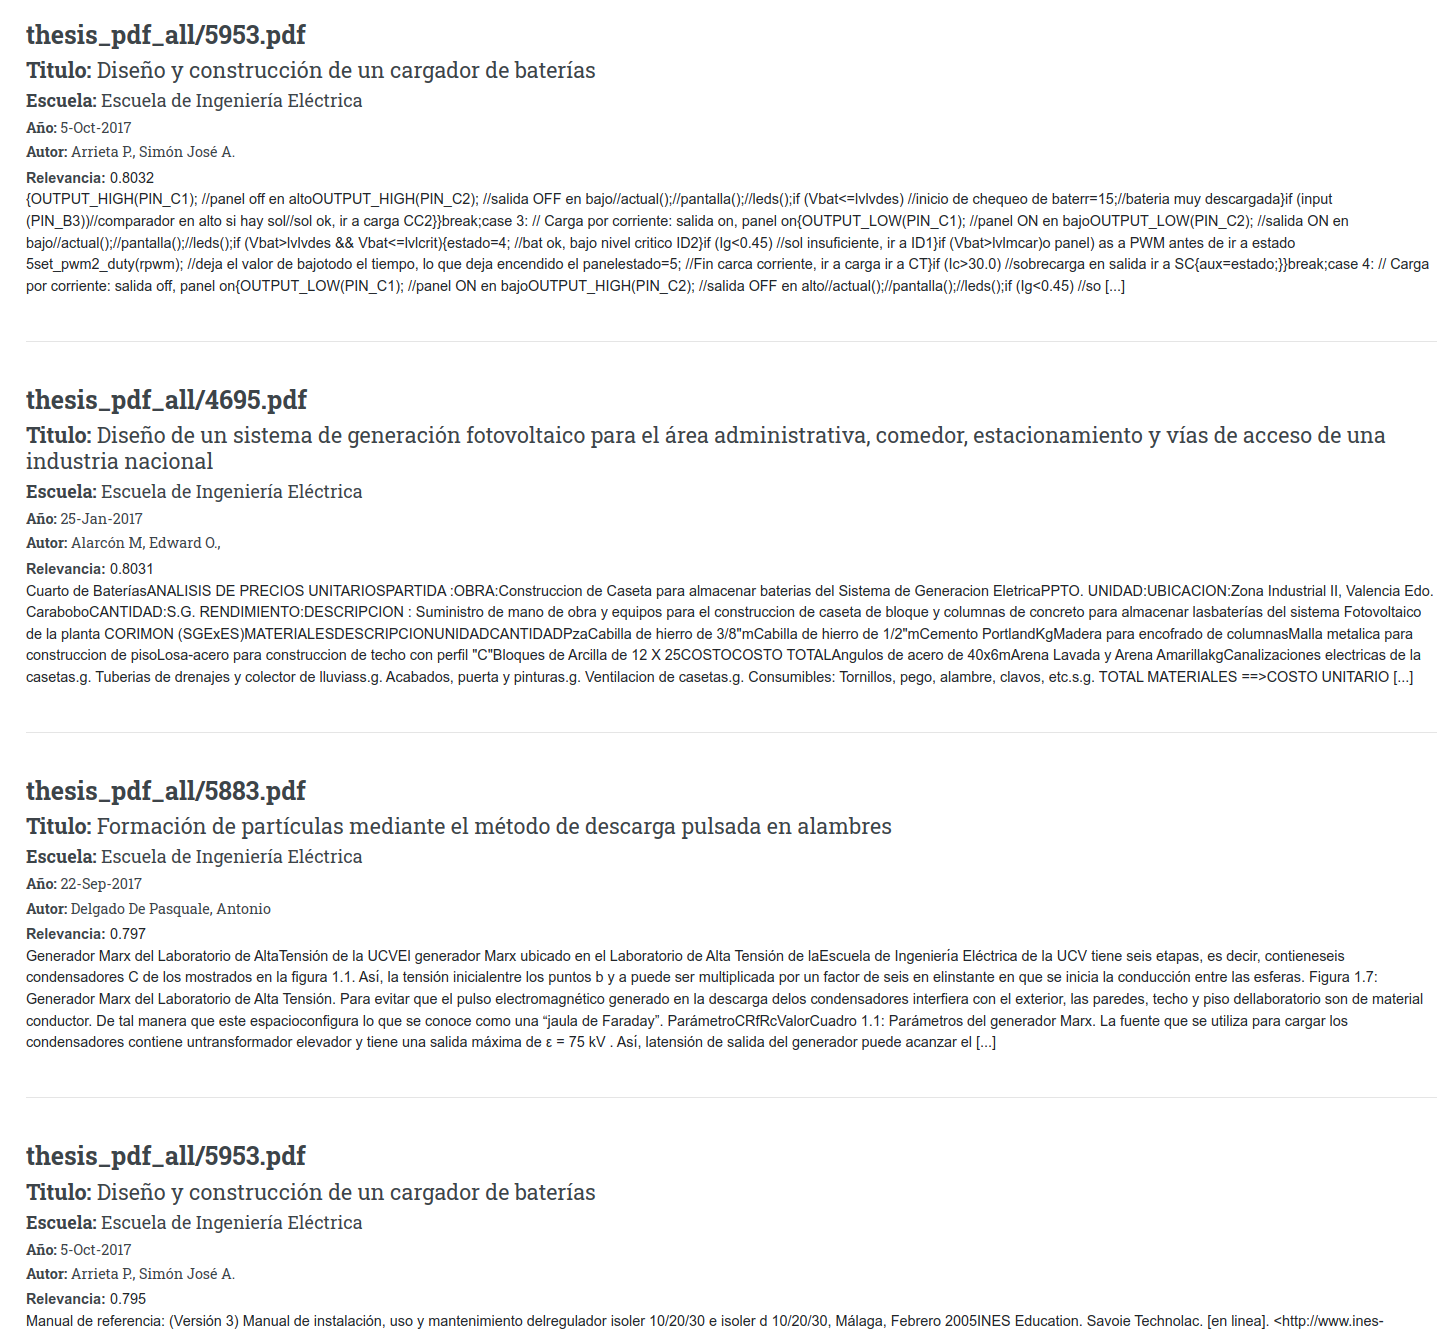 thesis_pdf_all/5953.pdf
Titulo: Diseño y construcción de un cargador de baterías
Escuela: Escuela de Ingeniería Eléctrica
Año: 5-Oct-2017
Autor: Arrieta P., Simón José A.
Relevancia: 0.8032
{OUTPUT_HIGH(PIN_C1); //panel off en altoOUTPUT_HIGH(PIN_C2); //salida OFF en bajo//actual();//pantalla();//leds();if (Vbat<=lvlvdes) //inicio de chequeo de baterr=15;//bateria muy descargada}if (input
(PIN_B3))//comparador en alto si hay sol//sol ok, ir a carga CC2}}break;case 3: // Carga por corriente: salida on, panel on{OUTPUT_LOW(PIN_C1); //panel ON en bajoOUTPUT_LOW(PIN_C2); //salida ON en
bajo//actual();//pantalla();//leds();if (Vbat>lvlvdes && Vbat<=lvlcrit){estado=4; //bat ok, bajo nivel critico ID2}if (Ig<0.45) //sol insuficiente, ir a ID1}if (Vbat>lvlmcar)o panel) as a PWM antes de ir a estado
5set_pwm2_duty(rpwm); //deja el valor de bajotodo el tiempo, lo que deja encendido el panelestado=5; //Fin carca corriente, ir a carga ir a CT}if (Ic>30.0) //sobrecarga en salida ir a SC{aux=estado;}}break;case 4: // Carga
por corriente: salida off, panel on{OUTPUT_LOW(PIN_C1); //panel ON en bajoOUTPUT_HIGH(PIN_C2); //salida OFF en alto//actual();//pantalla();//leds();if (Ig<0.45) //so [...]
thesis_pdf_all/4695.pdf
Titulo: Diseño de un sistema de generación fotovoltaico para el área administrativa, comedor, estacionamiento y vías de acceso de una
industria nacional
Escuela: Escuela de Ingeniería Eléctrica
Año: 25-Jan-2017
Autor: Alarcón M, Edward O.,
Relevancia: 0.8031
Cuarto de BateríasANALISIS DE PRECIOS UNITARIOSPARTIDA :OBRA:Construccion de Caseta para almacenar baterias del Sistema de Generacion EletricaPPTO. UNIDAD:UBICACION:Zona Industrial II, Valencia Edo.
CaraboboCANTIDAD:S.G. RENDIMIENTO:DESCRIPCION : Suministro de mano de obra y equipos para el construccion de caseta de bloque y columnas de concreto para almacenar lasbaterías del sistema Fotovoltaico
de la planta CORIMON (SGExES)MATERIALESDESCRIPCIONUNIDADCANTIDADPzaCabilla de hierro de 3/8"mCabilla de hierro de 1/2"mCemento PortlandKgMadera para encofrado de columnasMalla metalica para
construccion de pisoLosa-acero para construccion de techo con perfil "C"Bloques de Arcilla de 12 X 25COSTOCOSTO TOTALAngulos de acero de 40x6mArena Lavada y Arena AmarillakgCanalizaciones electricas de la
casetas.g. Tuberias de drenajes y colector de lluviass.g. Acabados, puerta y pinturas.g. Ventilacion de casetas.g. Consumibles: Tornillos, pego, alambre, clavos, etc.s.g. TOTAL MATERIALES ==>COSTO UNITARIO [...]
thesis_pdf_all/5883.pdf
Titulo: Formación de partículas mediante el método de descarga pulsada en alambres
Escuela: Escuela de Ingeniería Eléctrica
Año: 22-Sep-2017
Autor: Delgado De Pasquale, Antonio
Relevancia: 0.797
Generador Marx del Laboratorio de AltaTensión de la UCVEl generador Marx ubicado en el Laboratorio de Alta Tensión de laEscuela de Ingeniería Eléctrica de la UCV tiene seis etapas, es decir, contieneseis
condensadores C de los mostrados en la figura 1.1. Así, la tensión inicialentre los puntos b y a puede ser multiplicada por un factor de seis en elinstante en que se inicia la conducción entre las esferas. Figura 1.7:
Generador Marx del Laboratorio de Alta Tensión. Para evitar que el pulso electromagnético generado en la descarga delos condensadores interfiera con el exterior, las paredes, techo y piso dellaboratorio son de material
conductor. De tal manera que este espacioconfigura lo que se conoce como una “jaula de Faraday”. ParámetroCRfRcValorCuadro 1.1: Parámetros del generador Marx. La fuente que se utiliza para cargar los
condensadores contiene untransformador elevador y tiene una salida máxima de ε = 75 kV . Así, latensión de salida del generador puede acanzar el [...]
thesis_pdf_all/5953.pdf
Titulo: Diseño y construcción de un cargador de baterías
Escuela: Escuela de Ingeniería Eléctrica
Año: 5-Oct-2017
Autor: Arrieta P., Simón José A.
Relevancia: 0.795
Manual de referencia: (Versión 3) Manual de instalación, uso y mantenimiento delregulador isoler 10/20/30 e isoler d 10/20/30, Málaga, Febrero 2005INES Education. Savoie Technolac. [en linea]. <http://www.ines-